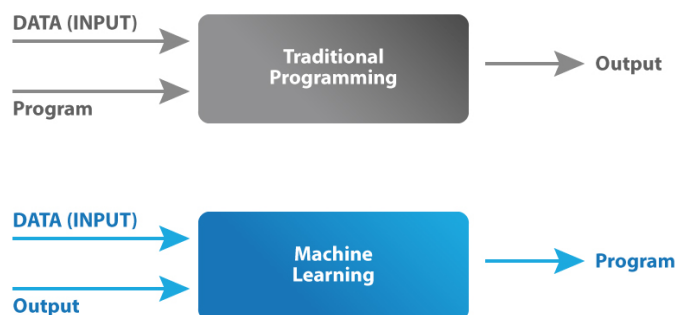 DATA (INPUT)
Program
Traditional
Programming
Output
DATA (INPUT)
Output
Machine
Learning
Program